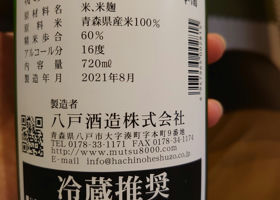 原材料名 米、米麹
原 料 米 青森県産米100%
精米歩合 60%
アルコール分 16度
内 容 量 720㎖
製造年月 2021年8月
製造者
八戸酒造株式会社
青森県八戸市大字湊町字本町9番地
TEL 0178-33-1171 FAX 0178-34-1174
http://www.mutsu8000.com
E-mail info@hachinoheshuzo.co.jp
冷蔵推奨